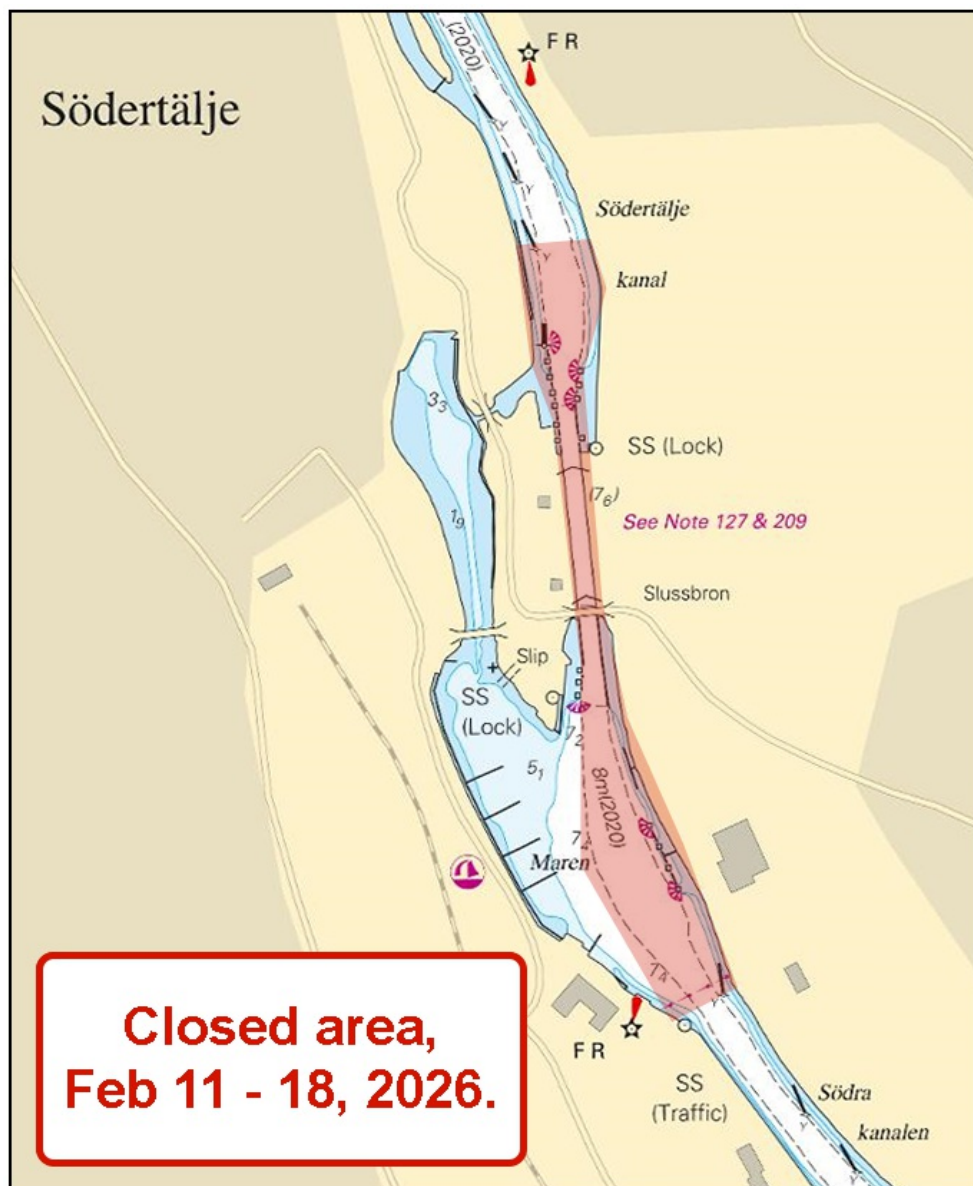 (2020)
F R
Södertälje
Södertälje
kanal
3₃
SS (Lock)
(7₆)
1₉
See Note 127 & 209
Slussbron
Slip
SS
(Lock)
7₂
5₁
8m(2020)
Maren
Closed area,
Feb 11 - 18, 2026.
F R
SS
(Traffic)
Södra
kanalen